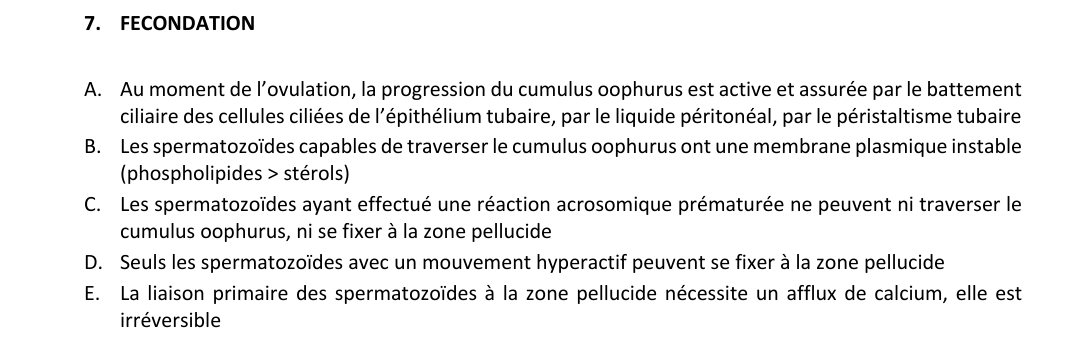 7. FECONDATION
A. Au moment de l’ovulation, la progression du cumulus oophurus est active et assurée par le battement
ciliaire des cellules ciliées de l’épithélium tubaire, par le liquide péritonéal, par le péristaltisme tubaire
B. Les spermatozoïdes capables de traverser le cumulus oophurus ont une membrane plasmique instable
(phospholipides > stérols)
C. Les spermatozoïdes ayant effectué une réaction acrosomique prématurée ne peuvent ni traverser le
cumulus oophurus, ni se fixer à la zone pellucide
D. Seuls les spermatozoïdes avec un mouvement hyperactif peuvent se fixer à la zone pellucide
E. La liaison primaire des spermatozoïdes à la zone pellucide nécessite un afflux de calcium, elle est
irréversible